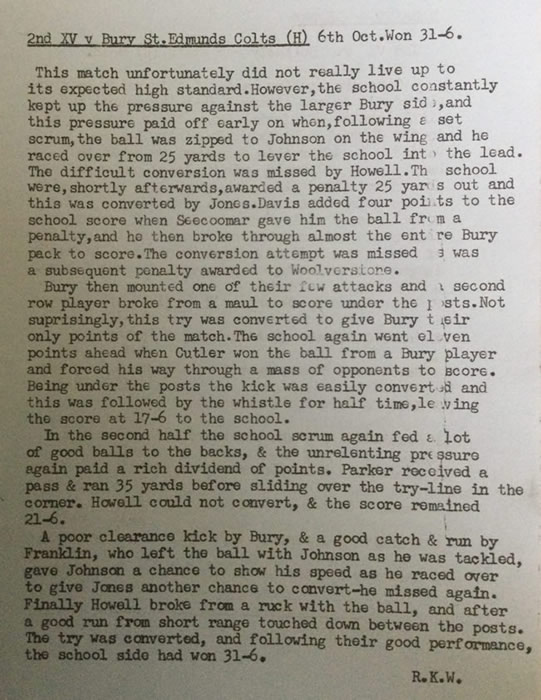 2nd XV v Bury St.Edmunds Colts (H) 6th Oct.Won 31-6.
This match unfortunately did not really live up to
its expected high standard.However,the school constantly
kept up the pressure against the larger Bury side,and
this pressure paid off early on when,following a set
scrum,the ball was zipped to Johnson on the wing and he
raced over from 25 yards to lever the school into the lead.
The difficult conversion was missed by Howell.The school
were,shortly afterwards,awarded a penalty 25 yards out and
this was converted by Jones.Davis added four points to the
school score when Seecoomar gave him the ball from a
penalty,and he then broke through almost the entire Bury
pack to score.The conversion attempt was missed as was
a subsequent penalty awarded to Woolverstone.
Bury then mounted one of their few attacks and a second
row player broke from a maul to score under the posts.Not
suprisingly,this try was converted to give Bury their
only points of the match.The school again went eleven
points ahead when Cutler won the ball from a Bury player
and forced his way through a mass of opponents to score.
Being under the posts the kick was easily converted and
this was followed by the whistle for half time,leaving
the score at 17-6 to the school.
In the second half the school scrum again fed a lot
of good balls to the backs, & the unrelenting pressure
again paid a rich dividend of points. Parker received a
pass & ran 35 yards before sliding over the try-line in the
corner. Howell could not convert, & the score remained
21-6.
A poor clearance kick by Bury, & a good catch & run by
Franklin, who left the ball with Johnson as he was tackled,
gave Johnson a chance to show his speed as he raced over
to give Jones another chance to convert-he missed again.
Finally Howell broke from a ruck with the ball, and after
a good run from short range touched down between the posts.
The try was converted, and following their good performance,
the school side had won 31-6.
R.K.W.